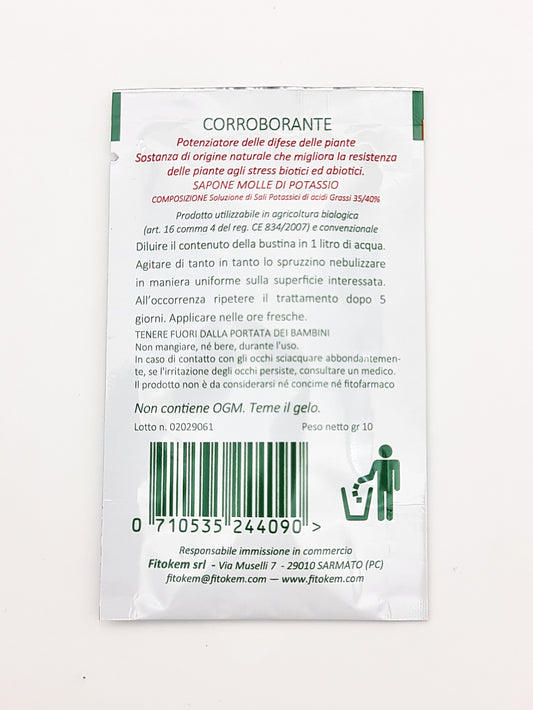 CORROBORANTE
Potenziatore delle difese delle piante
Sostanza di origine naturale che migliora la resistenza
delle piante agli stress biotici ed abiotici.
SAPONE MOLLE DI POTASSIO
COMPOSIZIONE Soluzione di Sali Potassici di acidi Grassi 35/40%
Prodotto utilizzabile in agricoltura biologica
(art. 16 comma 4 del reg. CE 834/2007) e convenzionale
Diluire il contenuto della bustina in 1 litro di acqua.
Agitare di tanto in tanto lo spruzzino nebulizzare
in maniera uniforme sulla superficie interessata.
All’occorrenza ripetere il trattamento dopo 5
giorni. Applicare nelle ore fresche.
TENERE FUORI DALLA PORTATA DEI BAMBINI
Non mangiare, né bere, durante l'uso.
In caso di contatto con gli occhi sciacquare abbondantemen-
te, se l'irritazione degli occhi persiste, consultare un medico.
Il prodotto non è da considerarsi né concime né fitofarmaco
Non contiene OGM. Teme il gelo.
Lotto n. 02029061 Peso netto gr 10
0 710535 244090 >
Responsabile immissione in commercio
Fitokem srl - Via Muselli 7 - 29010 SARMATO (PC)
fitokem@fitokem.com — www.fitokem.com